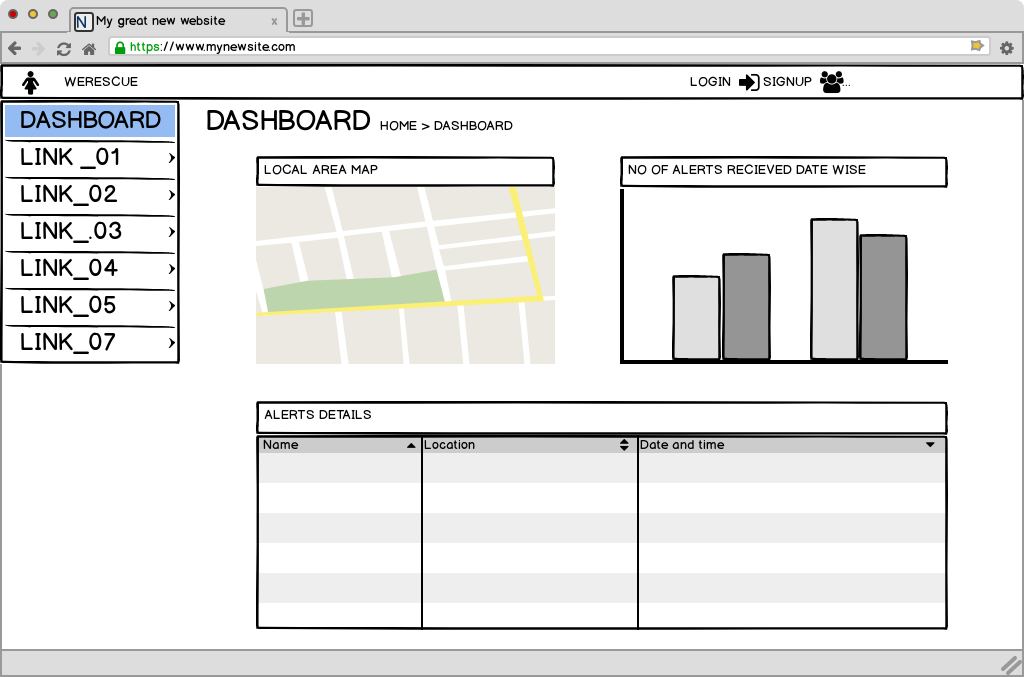 N My great new website x
https://www.mynewsite.com
WERESCUE LOGIN SIGNUP ...
DASHBOARD
LINK _01
LINK_02
LINK_.03
LINK_04
LINK_05
LINK_07
DASHBOARD HOME > DASHBOARD
LOCAL AREA MAP
NO OF ALERTS RECIEVED DATE WISE
ALERTS DETAILS
Name Location Date and time